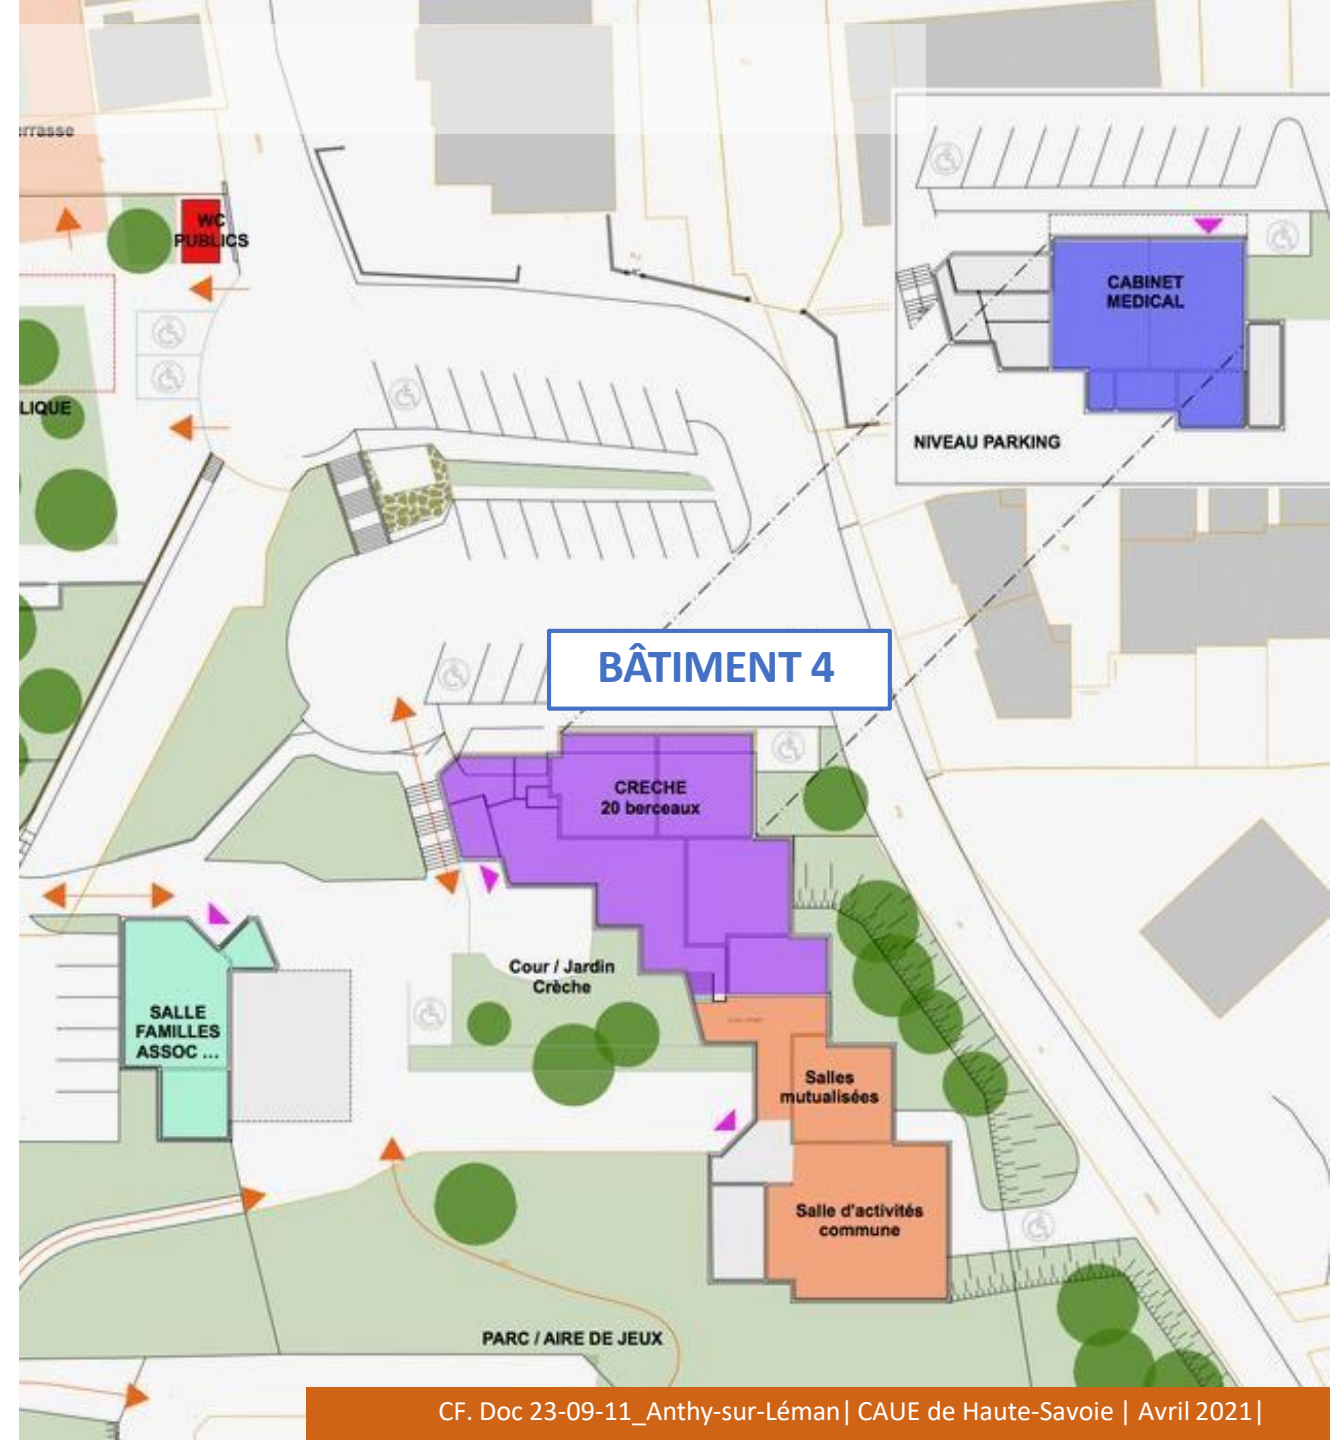 errasse
WC
PUBLICS
CABINET
MEDICAL
LIQUE
NIVEAU PARKING
BÂTIMENT 4
CRECHE
20 berceaux
Cour / Jardin
Crèche
SALLE
FAMILLES
ASSOC ...
Salles
mutualisées
Salle d'activités
commune
PARC / AIRE DE JEUX
CF. Doc 23-09-11_Anthy-sur-Léman| CAUE de Haute-Savoie | Avril 2021|